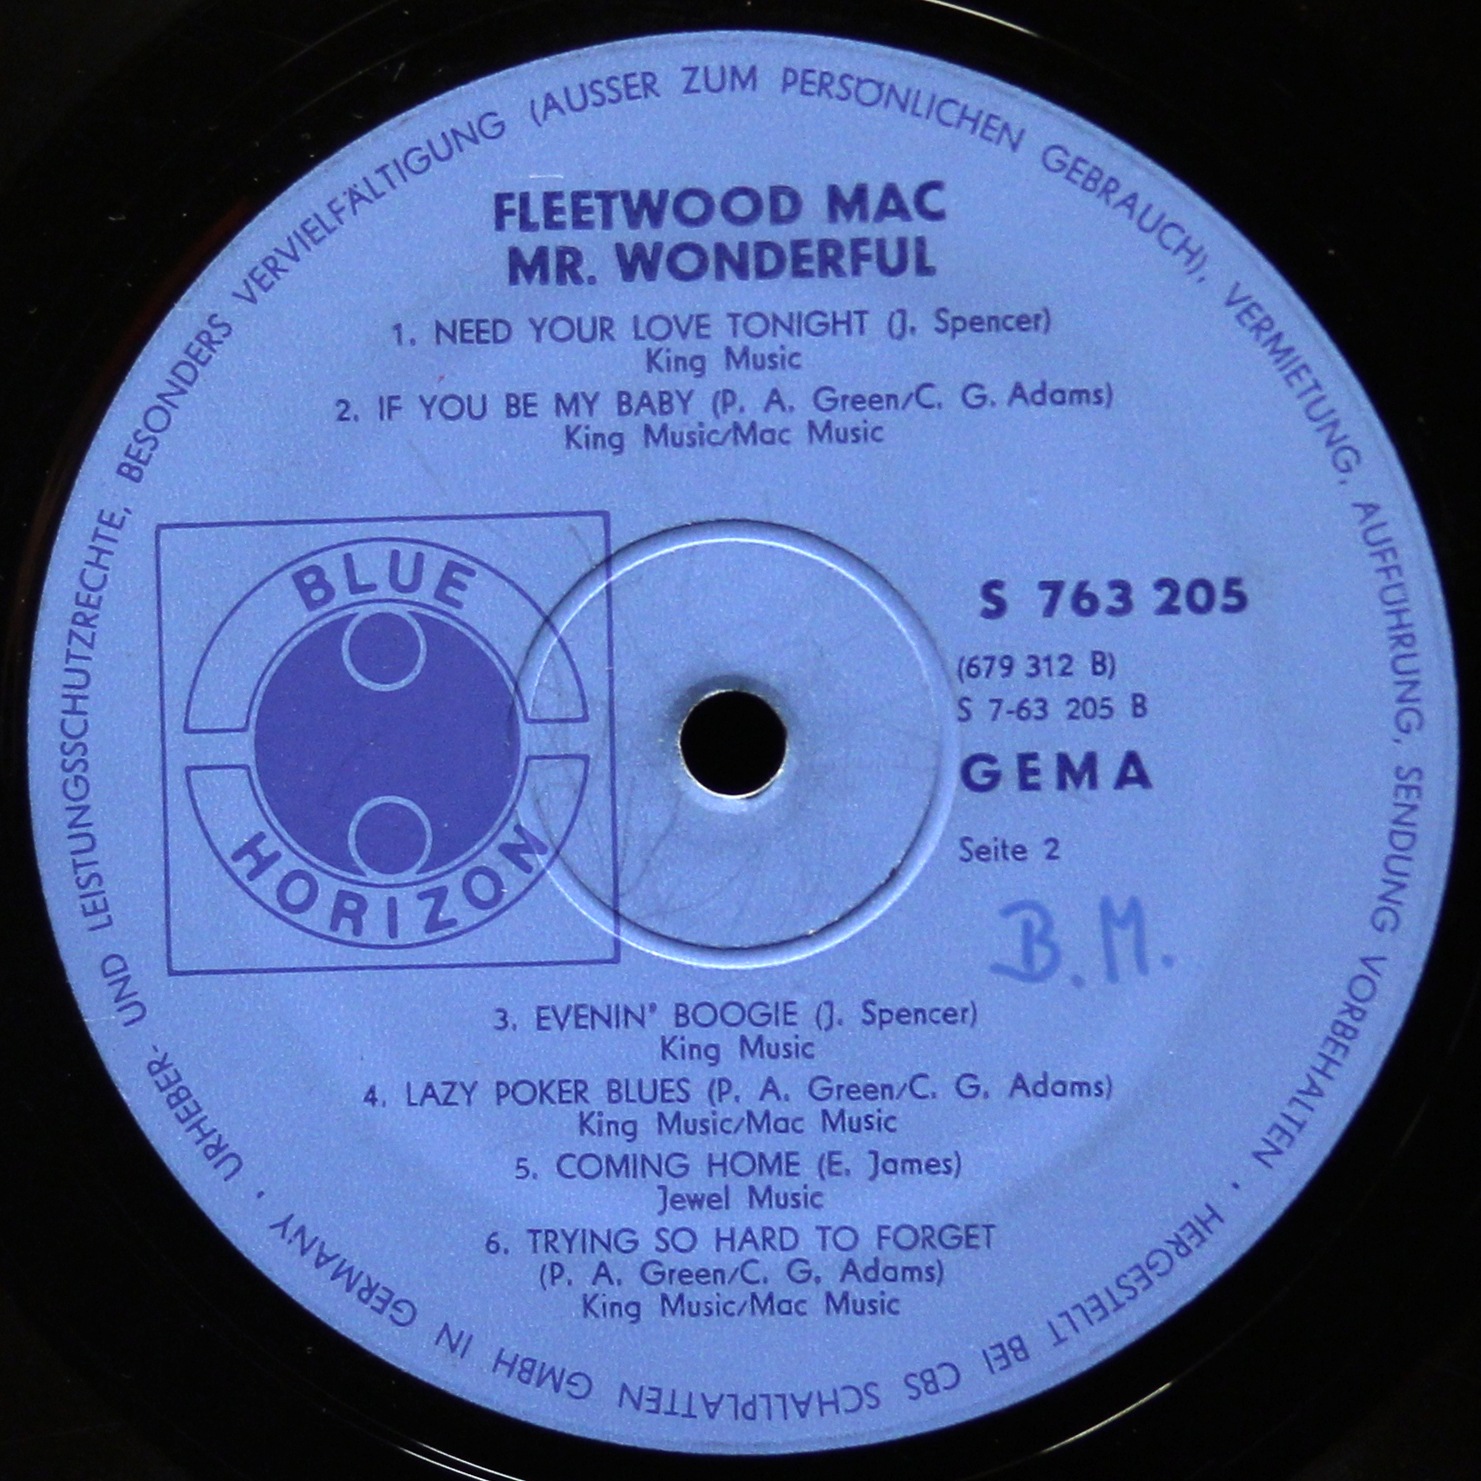 FLEETWOOD MAC
MR. WONDERFUL
1. NEED YOUR LOVE TONIGHT (J. Spencer)
King Music
2. IF YOU BE MY BABY (P. A. Green/C. G. Adams)
King Music/Mac Music
BLUE
HORIZON
S 763 205
(679 312 B)
S 7-63 205 B
GEMA
Seite 2
B.M.
3. EVENIN' BOOGIE (J. Spencer)
King Music
4. LAZY POKER BLUES (P. A. Green/C. G. Adams)
King Music/Mac Music
5. COMING HOME (E. James)
Jewel Music
6. TRYING SO HARD TO FORGET
(P. A. Green/C. G. Adams)
King Music/Mac Music
URHEBER- UND LEISTUNGSSCHUTZRECHTE, BESONDERS VERVIELFÄLTIGUNG (AUSSER ZUM PERSÖNLICHEN GEBRAUCH), VERMIETUNG, AUFFÜHRUNG, SENDUNG VORBEHALTEN · HERGESTELLT BEI CBS SCHALLPLATTEN GMBH IN GERMANY ·